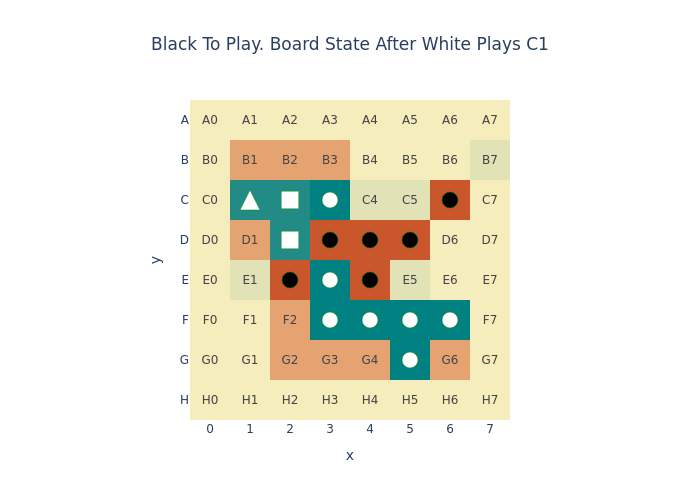 Black To Play. Board State After White Plays C1
A A0 A1 A2 A3 A4 A5 A6 A7
B B0 B1 B2 B3 B4 B5 B6 B7
C C0 C4 C5 C7
D D0 D1 D6 D7
y
E E0 E1 E5 E6 E7
F F0 F1 F2 F7
G G0 G1 G2 G3 G4 G6 G7
H H0 H1 H2 H3 H4 H5 H6 H7
0 1 2 3 4 5 6 7
x